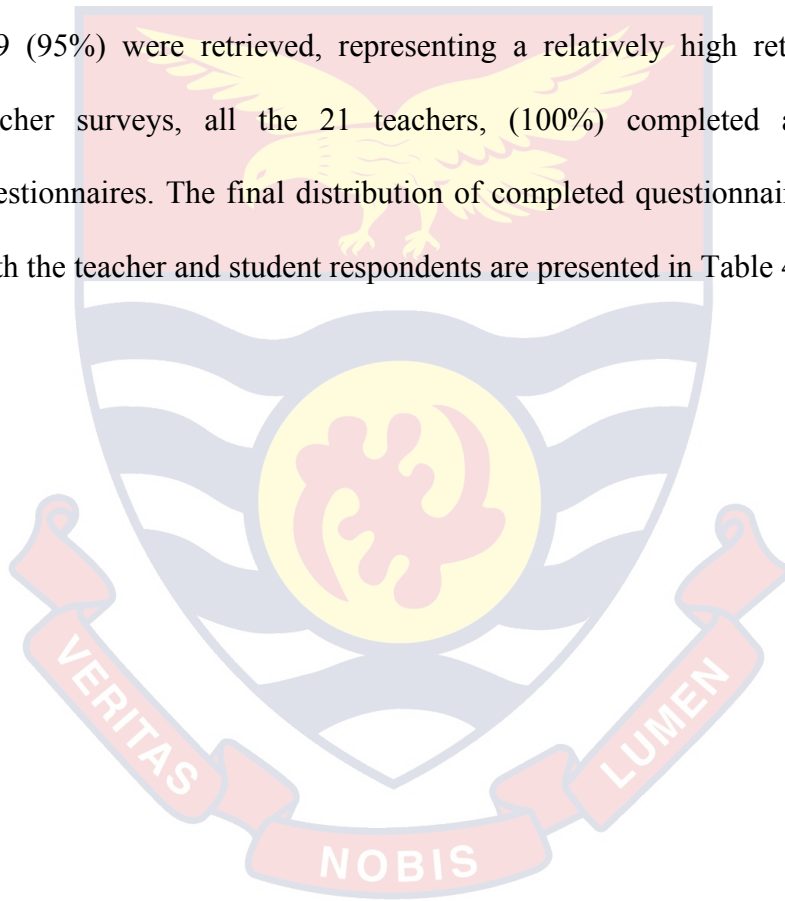 9 (95%) were retrieved, representing a relatively high ret
cher surveys, all the 21 teachers, (100%) completed a
estionnaires. The final distribution of completed questionnair
th the teacher and student respondents are presented in Table 4
VERITAS
NOBIS
LUMEN